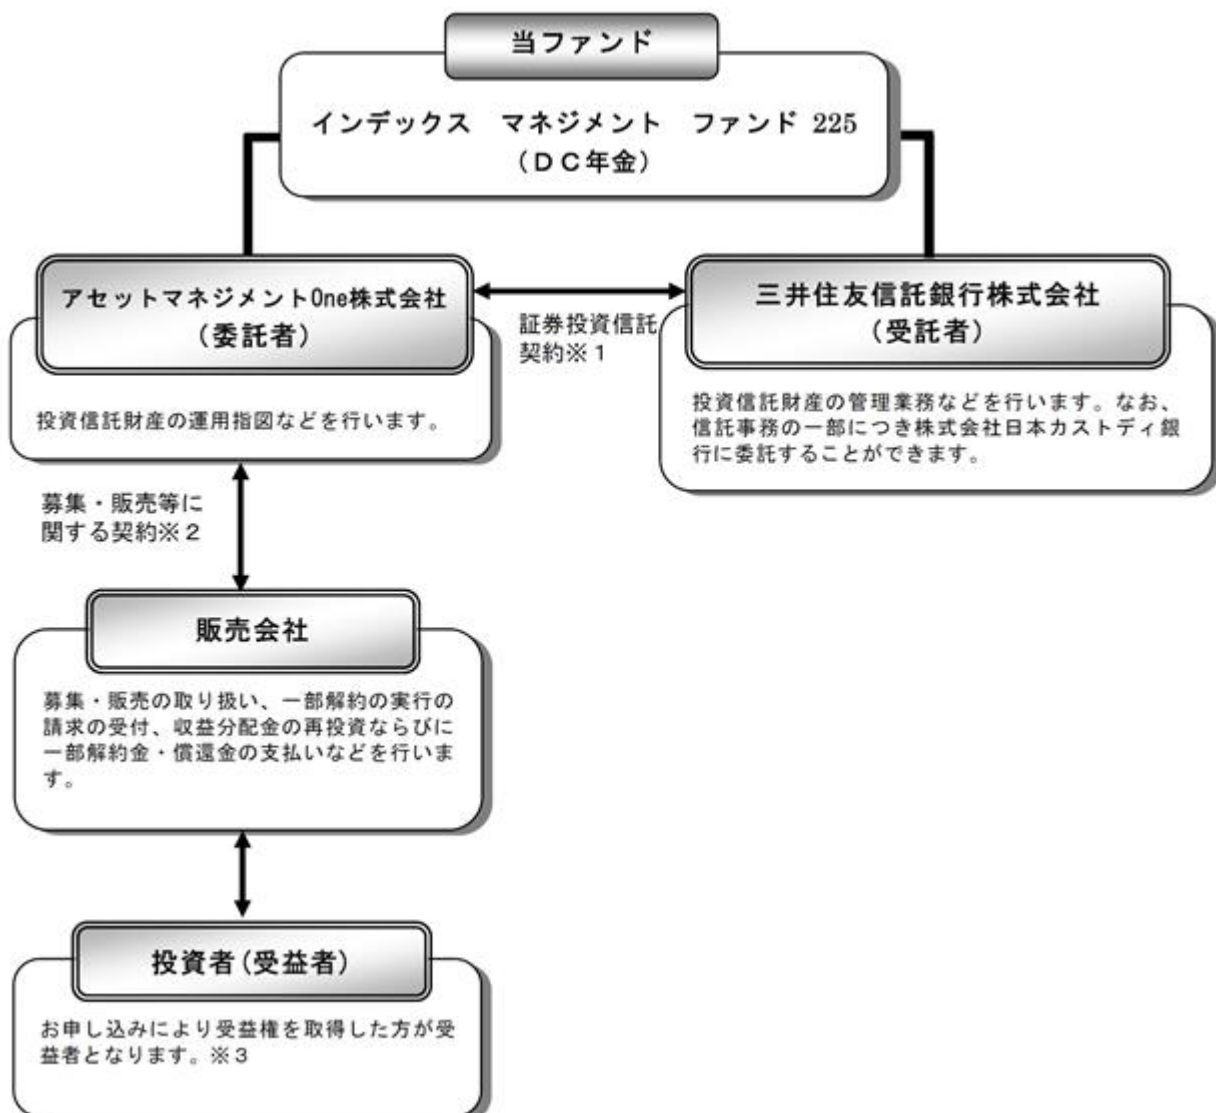 当ファンド
インデックス　マネジメント　ファンド 225
（ＤＣ年金）
アセットマネジメントOne株式会社
（委託者）
投資信託財産の運用指図などを行います。
証券投資信託
契約※１
三井住友信託銀行株式会社
（受託者）
投資信託財産の管理業務などを行います。なお、
信託事務の一部につき株式会社日本カストディ銀
行に委託することができます。
募集・販売等に
関する契約※２
販売会社
募集・販売の取り扱い、一部解約の実行の
請求の受付、収益分配金の再投資ならびに
一部解約金・償還金の支払いなどを行いま
す。
投資者(受益者)
お申し込みにより受益権を取得した方が受
益者となります。※３